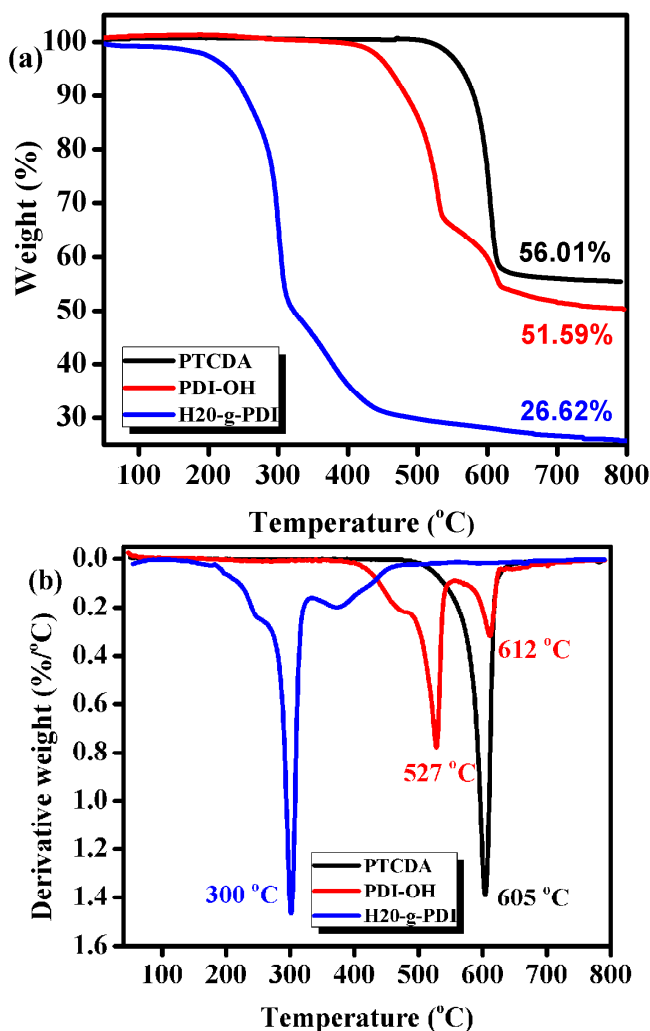 (a)
100
90
80
70
60
50
40
30
Weight (%)
56.01%
51.59%
26.62%
PTCDA
PDI-OH
H20-g-PDI
100 200 300 400 500 600 700 800
Temperature (°C)
(b)
0.0
0.2
0.4
0.6
0.8
1.0
1.2
1.4
1.6
Derivative weight (%/°C)
612 °C
527 °C
300 °C
605 °C
PTCDA
PDI-OH
H20-g-PDI
100 200 300 400 500 600 700 800
Temperature (°C)